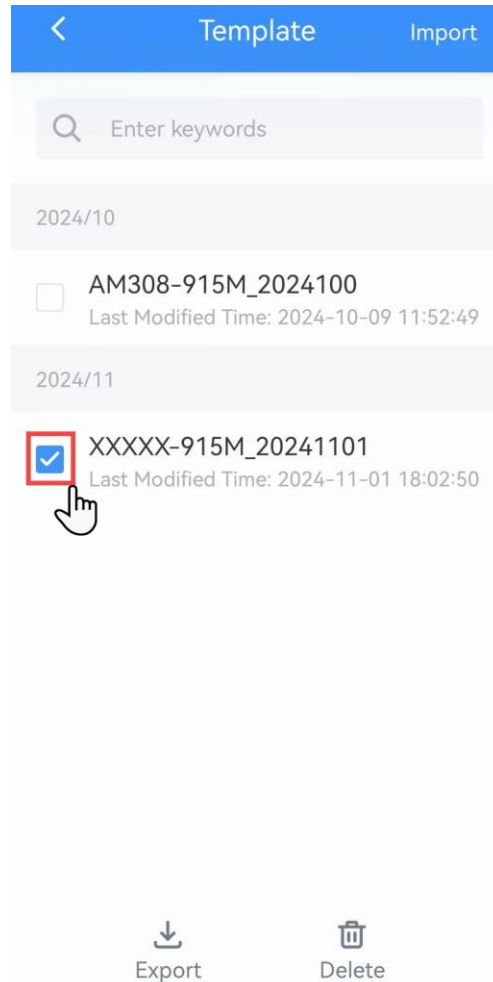 Template Import
Enter keywords
2024/10
AM308-915M_2024100
Last Modified Time: 2024-10-09 11:52:49
2024/11
XXXXX-915M_20241101
Last Modified Time: 2024-11-01 18:02:50
Export Delete